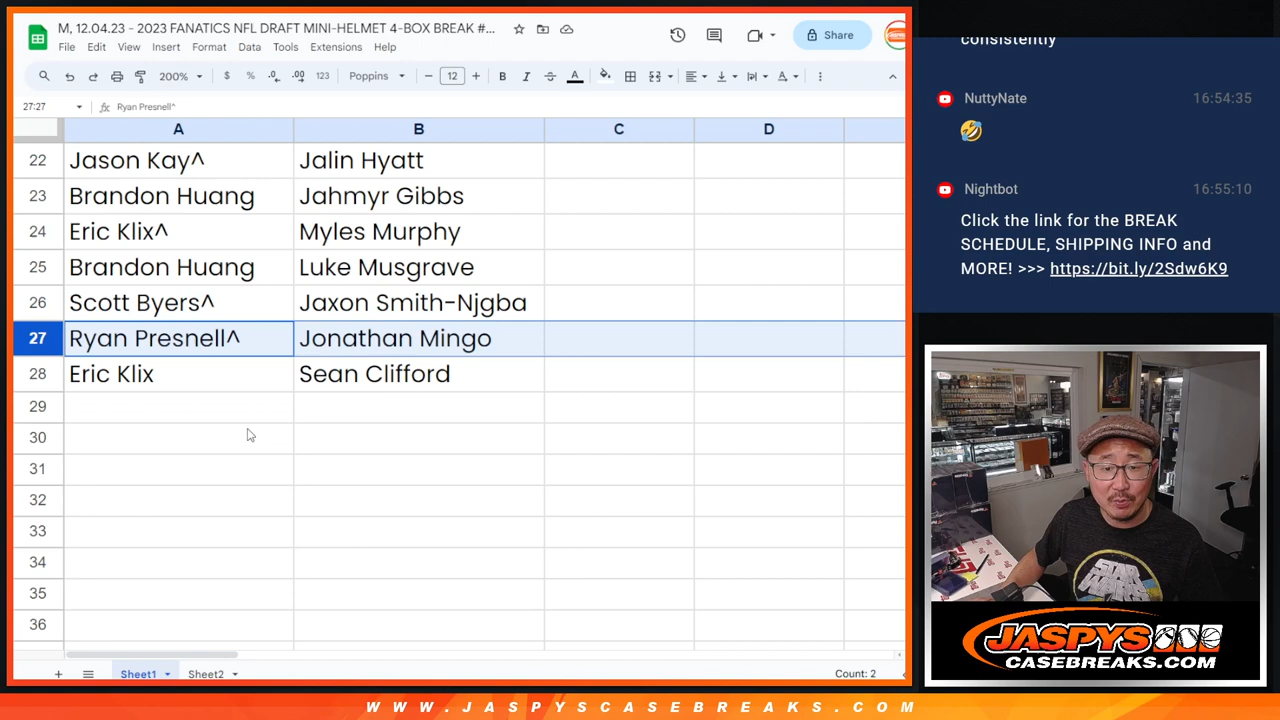 M, 12.04.23 - 2023 FANATICS NFL DRAFT MINI-HELMET 4-BOX BREAK #...
Share
File Edit View Insert Format Data Tools Extensions Help
200% $ % .0 .00 123 Poppins 12 B I A
27:27 fx Ryan Presnell^
A B C D
22 Jason Kay^ Jalin Hyatt
23 Brandon Huang Jahmyr Gibbs
24 Eric Klix^ Myles Murphy
25 Brandon Huang Luke Musgrave
26 Scott Byers^ Jaxon Smith-Njgba
27 Ryan Presnell^ Jonathan Mingo
28 Eric Klix Sean Clifford
29
30
31
32
33
34
35
36
Sheet1 Sheet2 Count: 2
consistently
NuttyNate 16:54:35
Nightbot 16:55:10
Click the link for the BREAK
SCHEDULE, SHIPPING INFO and
MORE! >>> https://bit.ly/2Sdw6K9
STAR
WARS
JASPYS
CASEBREAKS.COM
WWW.JASPYSCASEBREAKS.COM